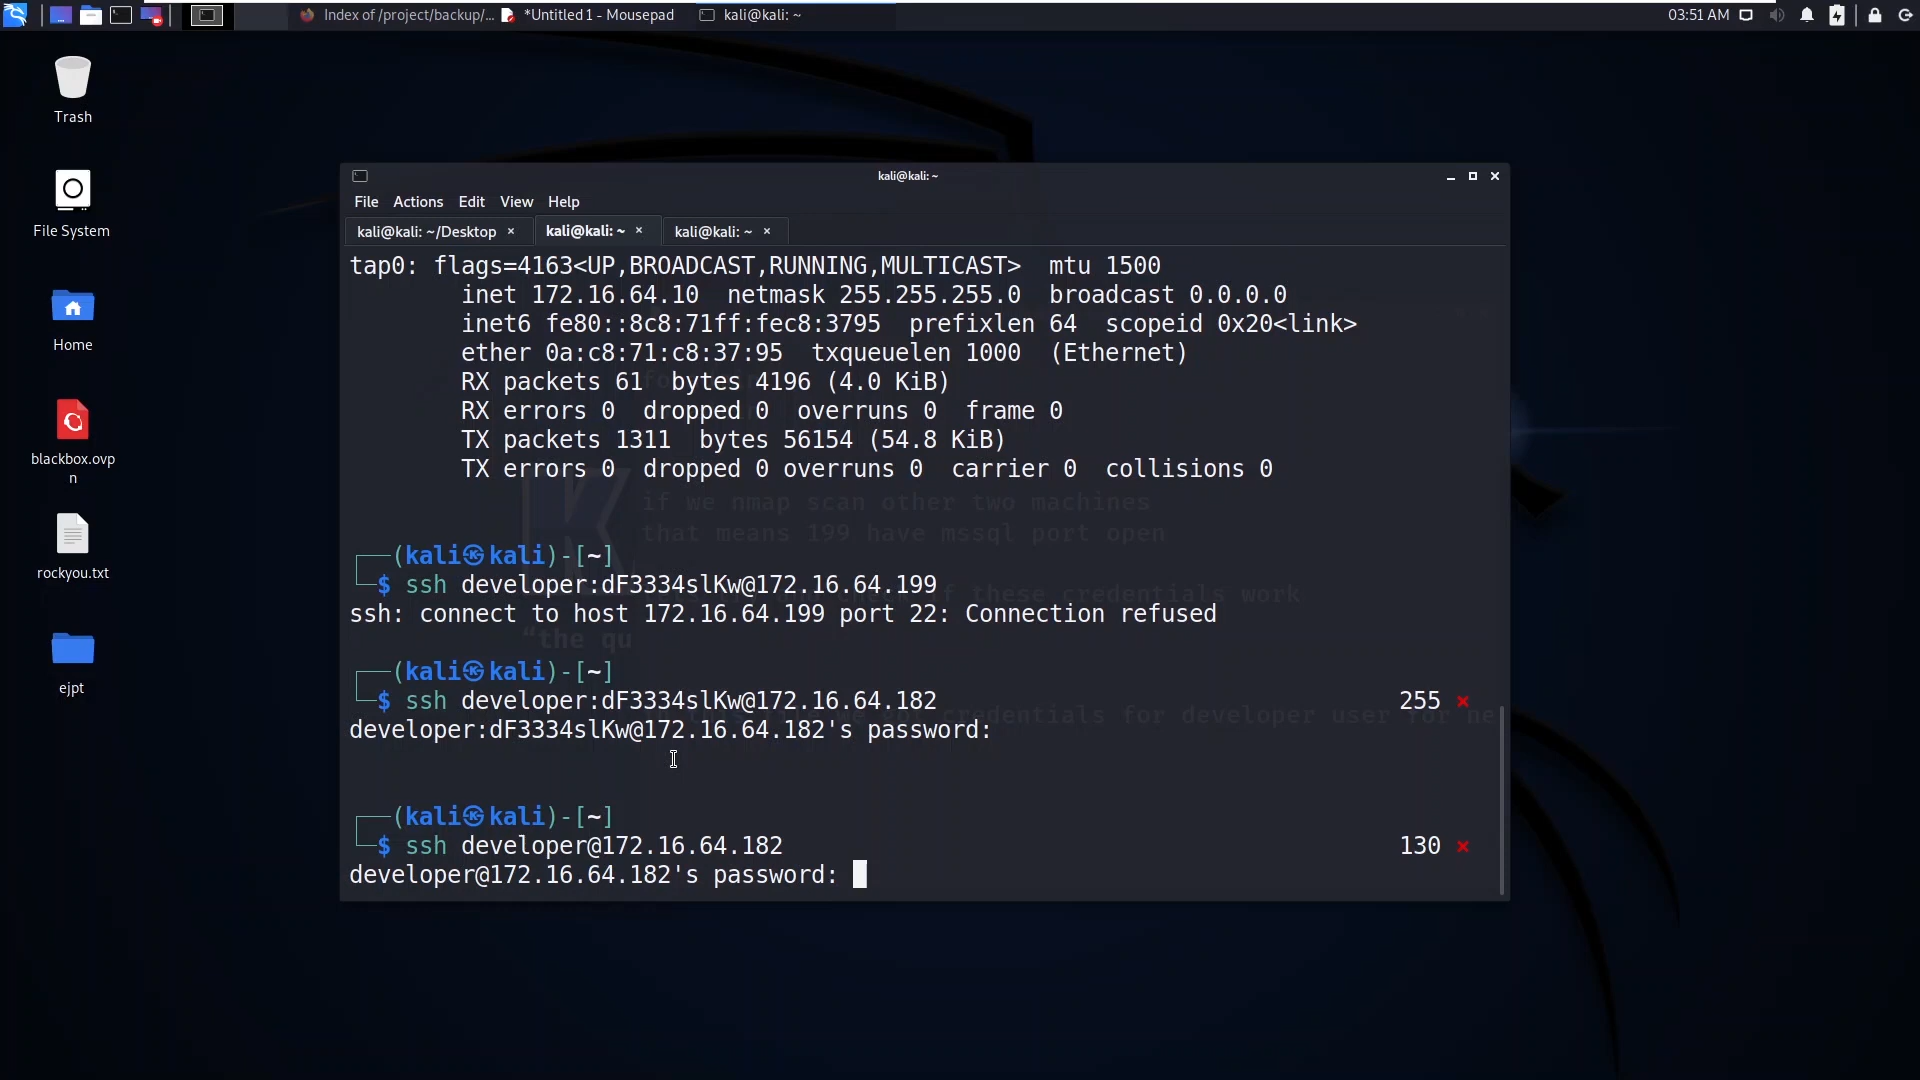 Index of /project/backup/...
*Untitled 1 - Mousepad
kali@kali: ~
03:51 AM
Trash
File System
Home
blackbox.ovp
n
rockyou.txt
ejpt
kali@kali: ~
File Actions Edit View Help
kali@kali: ~/Desktop ×
kali@kali: ~ ×
kali@kali: ~ ×
tap0: flags=4163<UP,BROADCAST,RUNNING,MULTICAST>  mtu 1500
        inet 172.16.64.10  netmask 255.255.255.0  broadcast 0.0.0.0
        inet6 fe80::8c8:71ff:fec8:3795  prefixlen 64  scopeid 0x20<link>
        ether 0a:c8:71:c8:37:95  txqueuelen 1000  (Ethernet)
        RX packets 61  bytes 4196 (4.0 KiB)
        RX errors 0  dropped 0  overruns 0  frame 0
        TX packets 1311  bytes 56154 (54.8 KiB)
        TX errors 0  dropped 0 overruns 0  carrier 0  collisions 0
if we nmap scan other two machines
that means 199 have mssql port open
┌──(kali㉿kali)-[~]
└─$ ssh developer:dF3334slKw@172.16.64.199
if these credentials work
ssh: connect to host 172.16.64.199 port 22: Connection refused
“the qu
┌──(kali㉿kali)-[~]
└─$ ssh developer:dF3334slKw@172.16.64.182 255 ×
credentials for developer user for
developer:dF3334slKw@172.16.64.182's password:
┌──(kali㉿kali)-[~]
└─$ ssh developer@172.16.64.182 130 ×
developer@172.16.64.182's password: